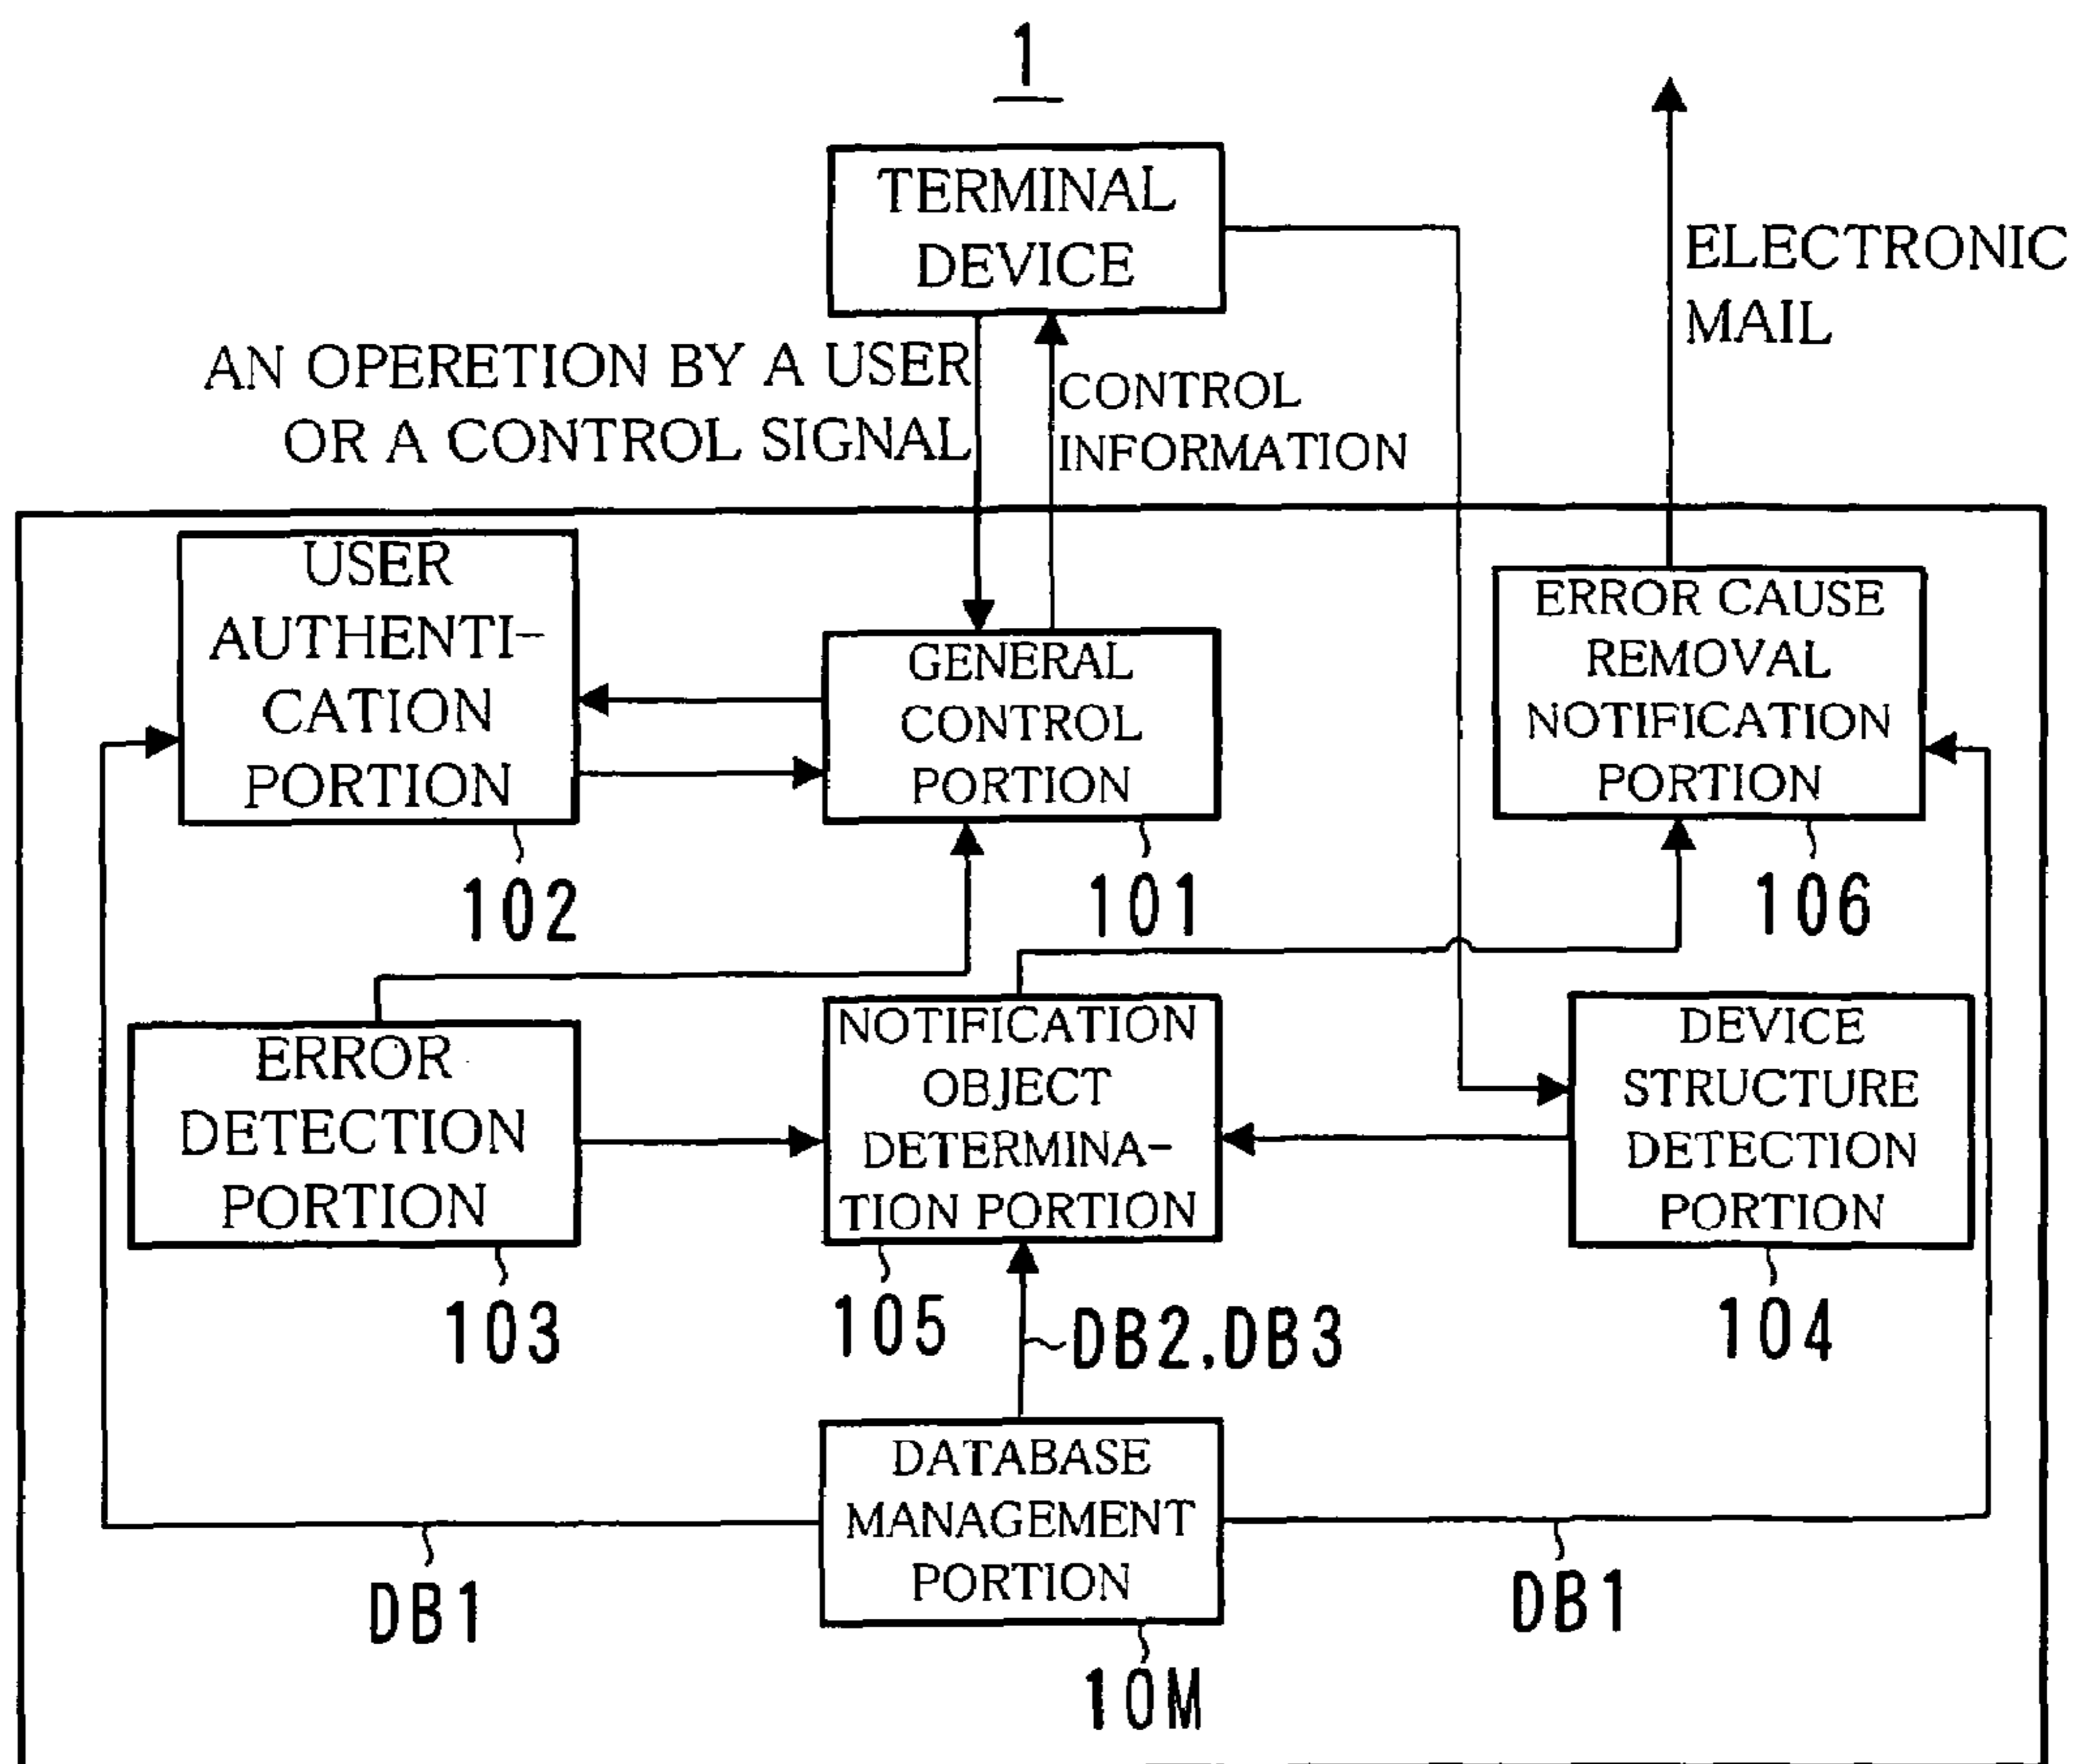 1
TERMINAL
DEVICE
ELECTRONIC
MAIL
AN OPERETION BY A USER
OR A CONTROL SIGNAL
CONTROL
INFORMATION
USER
AUTHENTI-
CATION
PORTION
102
GENERAL
CONTROL
PORTION
101
ERROR CAUSE
REMOVAL
NOTIFICATION
PORTION
106
ERROR
DETECTION
PORTION
103
NOTIFICATION
OBJECT
DETERMINA-
TION PORTION
105
DEVICE
STRUCTURE
DETECTION
PORTION
104
DB2,DB3
DATABASE
MANAGEMENT
PORTION
10M
DB1
DB1